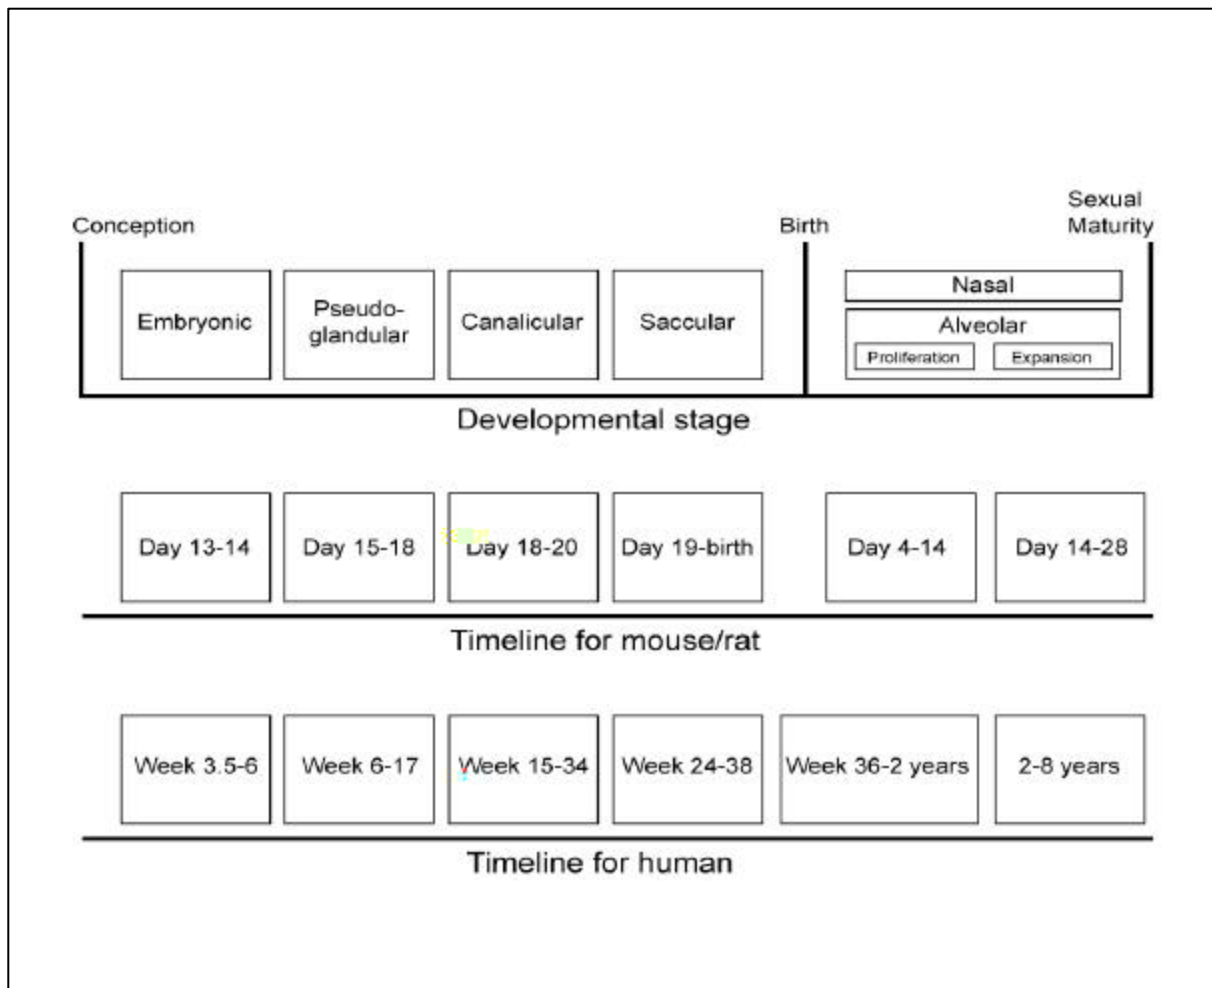 Conception
Birth
Sexual
Maturity
Embryonic
Pseudo-
glandular
Canalicular
Saccular
Nasal
Alveolar
Proliferation
Expansion
Developmental stage
Day 13-14
Day 15-18
Day 18-20
Day 19-birth
Day 4-14
Day 14-28
Timeline for mouse/rat
Week 3.5-6
Week 6-17
Week 15-34
Week 24-38
Week 36-2 years
2-8 years
Timeline for human